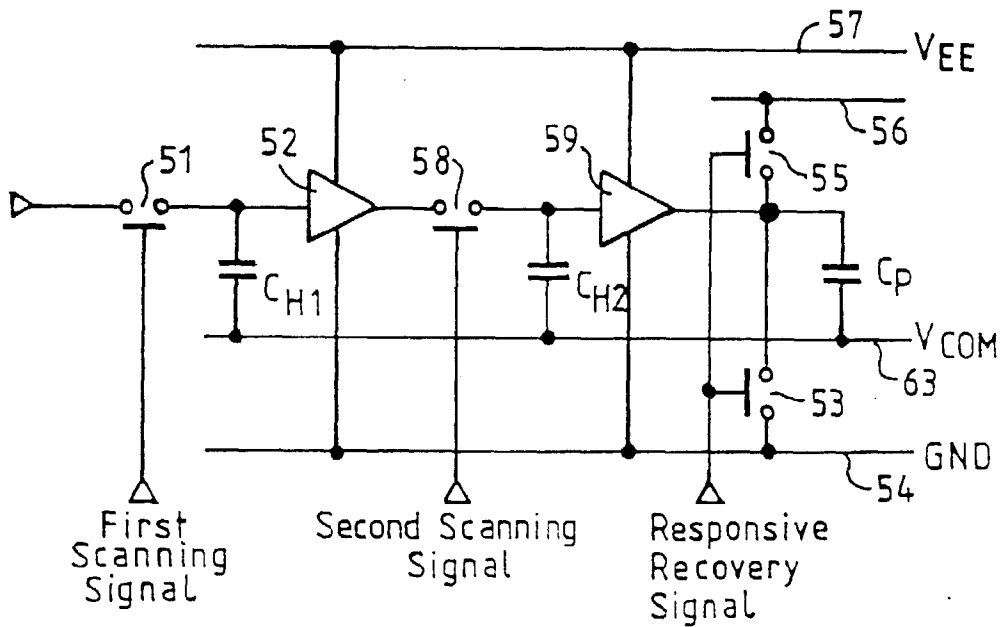 57
VEE
56
51
52
58
59
55
CH1
CH2
CP
VCOM
63
53
GND
54
First
Scanning
Signal
Second Scanning
Signal
Responsive
Recovery
Signal